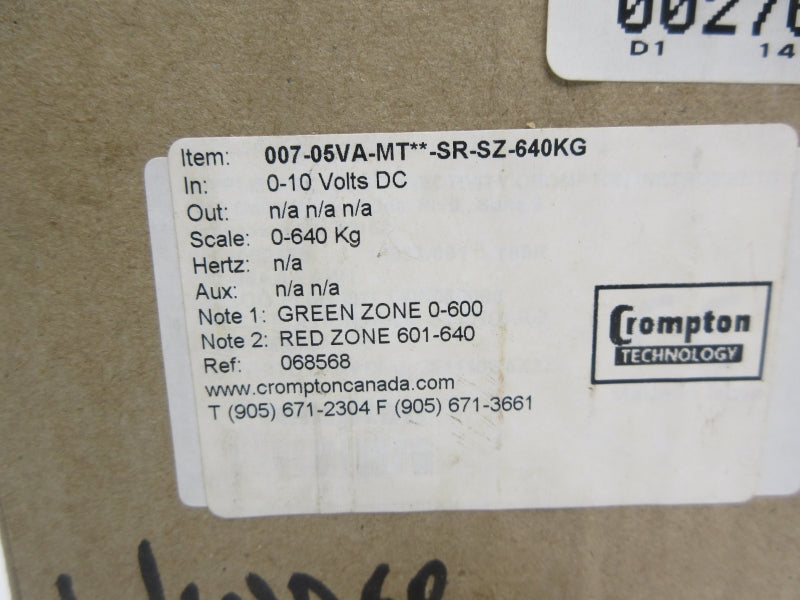 D1 14
Item: 007-05VA-MT**-SR-SZ-640KG
In: 0-10 Volts DC
Out: n/a n/a n/a
Scale: 0-640 Kg
Hertz: n/a
Aux: n/a n/a
Note 1: GREEN ZONE 0-600
Note 2: RED ZONE 601-640
Ref: 068568
www.cromptoncanada.com
T (905) 671-2304 F (905) 671-3661
Crompton
TECHNOLOGY